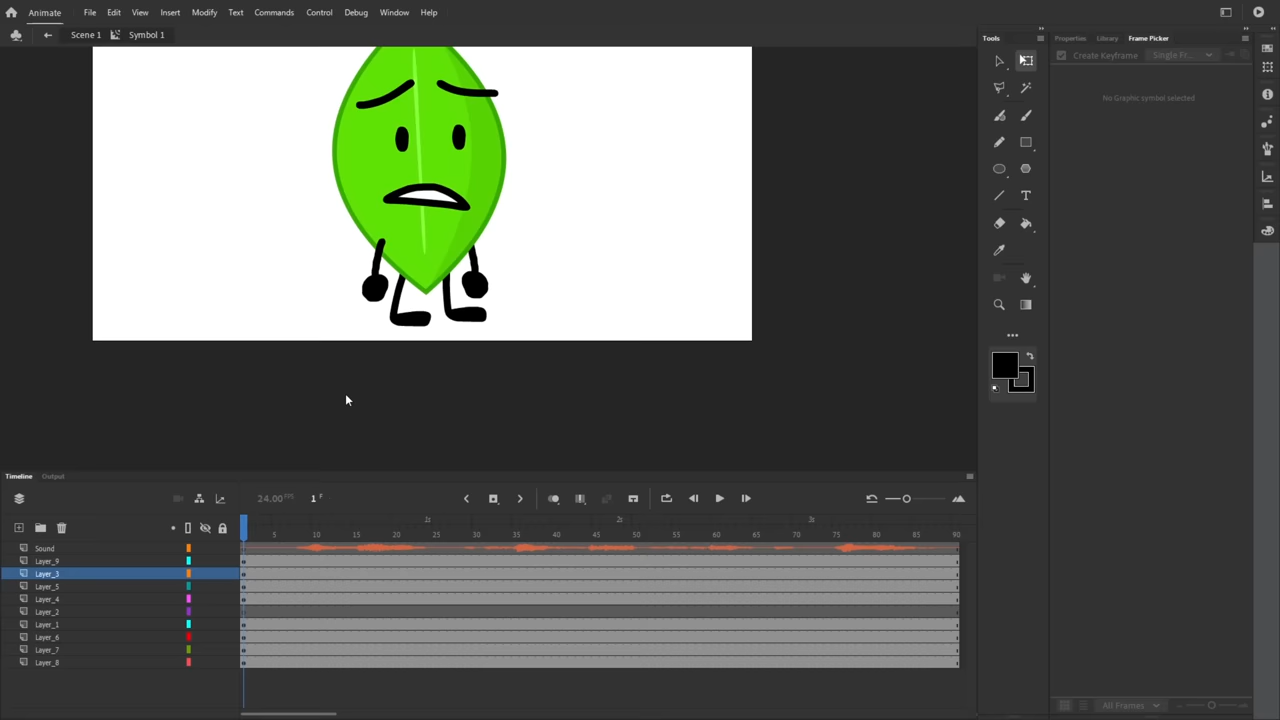 Animate File Edit View Insert Modify Text Commands Control Debug Window Help
Scene 1 Symbol 1
Tools
Properties Library Frame Picker
Create Keyframe Single Fr...
No Graphic symbol selected
Timeline Output
24.00 FPS 1 F
1s 2s 3s
5 10 15 20 25 30 35 40 45 50 55 60 65 70 75 80 85 90
Sound
Layer_9
Layer_3
Layer_5
Layer_4
Layer_2
Layer_1
Layer_6
Layer_7
Layer_8
All Frames